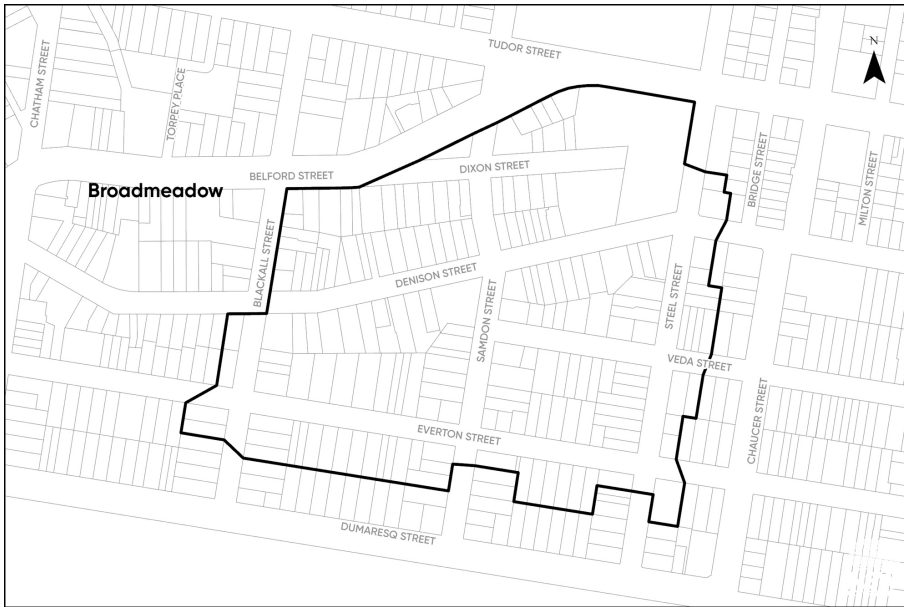 TUDOR STREET
N
CHATHAM STREET
TORPEY PLACE
BELFORD STREET
DIXON STREET
BRIDGE STREET
MILTON STREET
Broadmeadow
BLACKALL STREET
DENISON STREET
STEEL STREET
SAMDON STREET
VEDA STREET
CHAUCER STREET
EVERTON STREET
DUMARESQ STREET